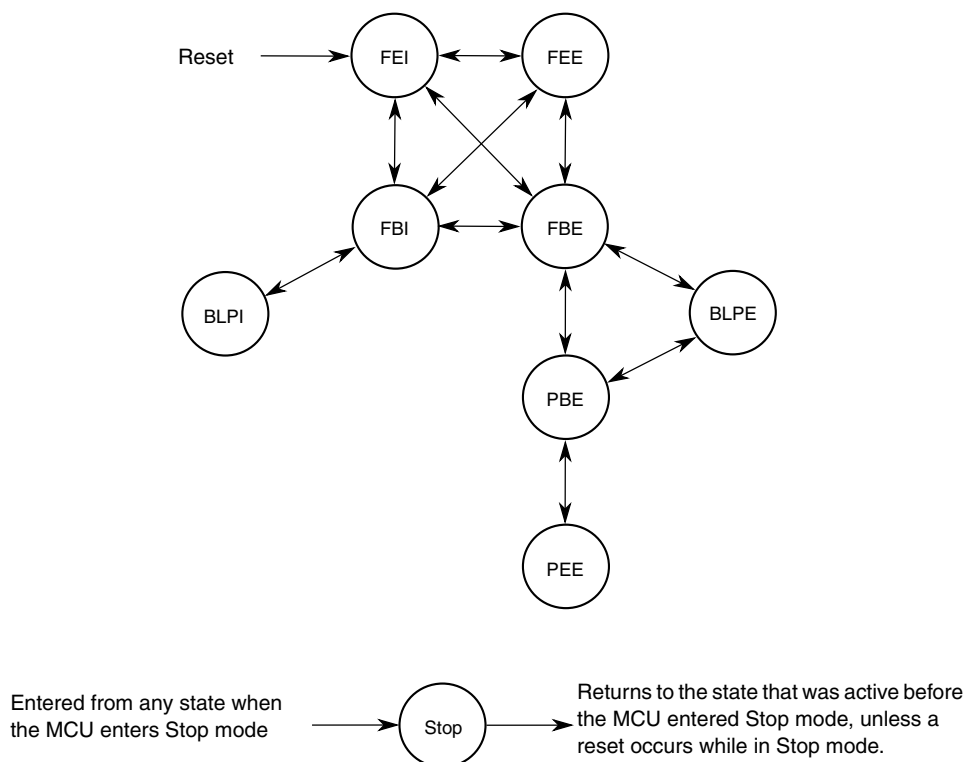 Reset
FEI
FEE
FBI
FBE
BLPI
BLPE
PBE
PEE
Entered from any state when
the MCU enters Stop mode
Stop
Returns to the state that was active before
the MCU entered Stop mode, unless a
reset occurs while in Stop mode.